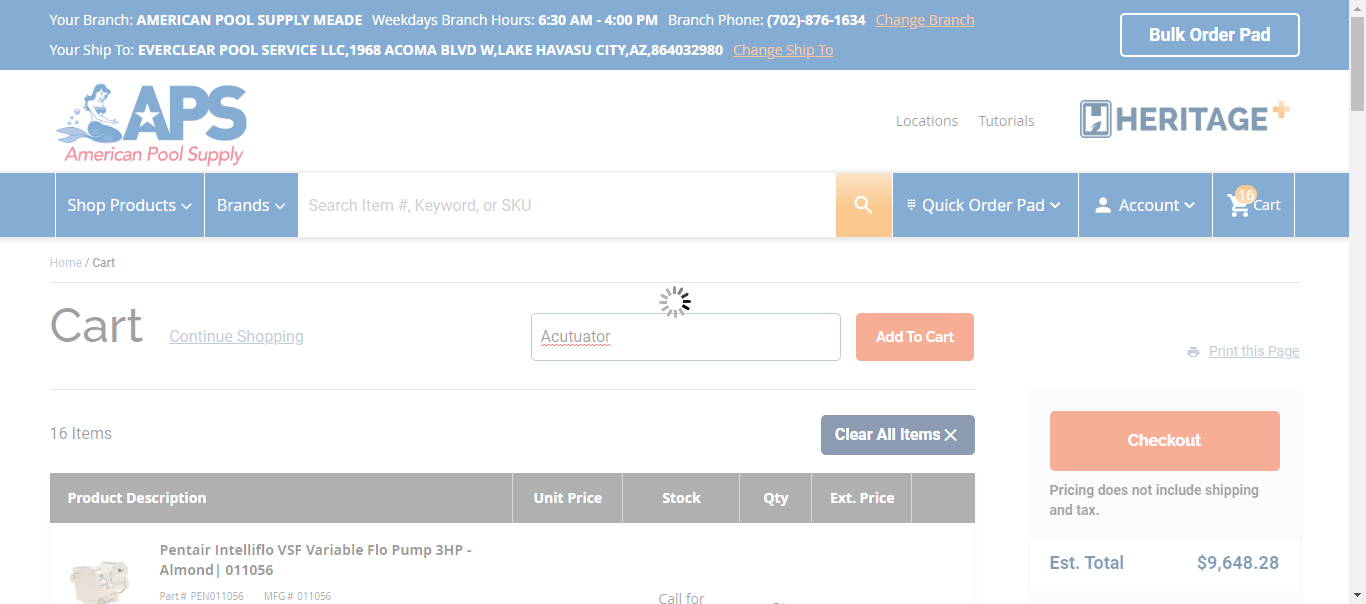 Your Branch: AMERICAN POOL SUPPLY MEADE Weekdays Branch Hours: 6:30 AM - 4:00 PM Branch Phone: (702)-876-1634 Change Branch
Your Ship To: EVERCLEAR POOL SERVICE LLC,1968 ACOMA BLVD W,LAKE HAVASU CITY,AZ,864032980 Change Ship To
Bulk Order Pad
APS
American Pool Supply
Locations Tutorials
HERITAGE
Shop Products Brands Search Item #, Keyword, or SKU Quick Order Pad Account 16 Cart
Home / Cart
Cart Continue Shopping Acutuator Add To Cart
Print this Page
16 Items Clear All Items
Checkout
Pricing does not include shipping
and tax.
Est. Total $9,648.28
Product Description Unit Price Stock Qty Ext. Price
Pentair Intelliflo VSF Variable Flo Pump 3HP -
Almond| 011056
Part# PEN011056 MFG# 011056
Call for